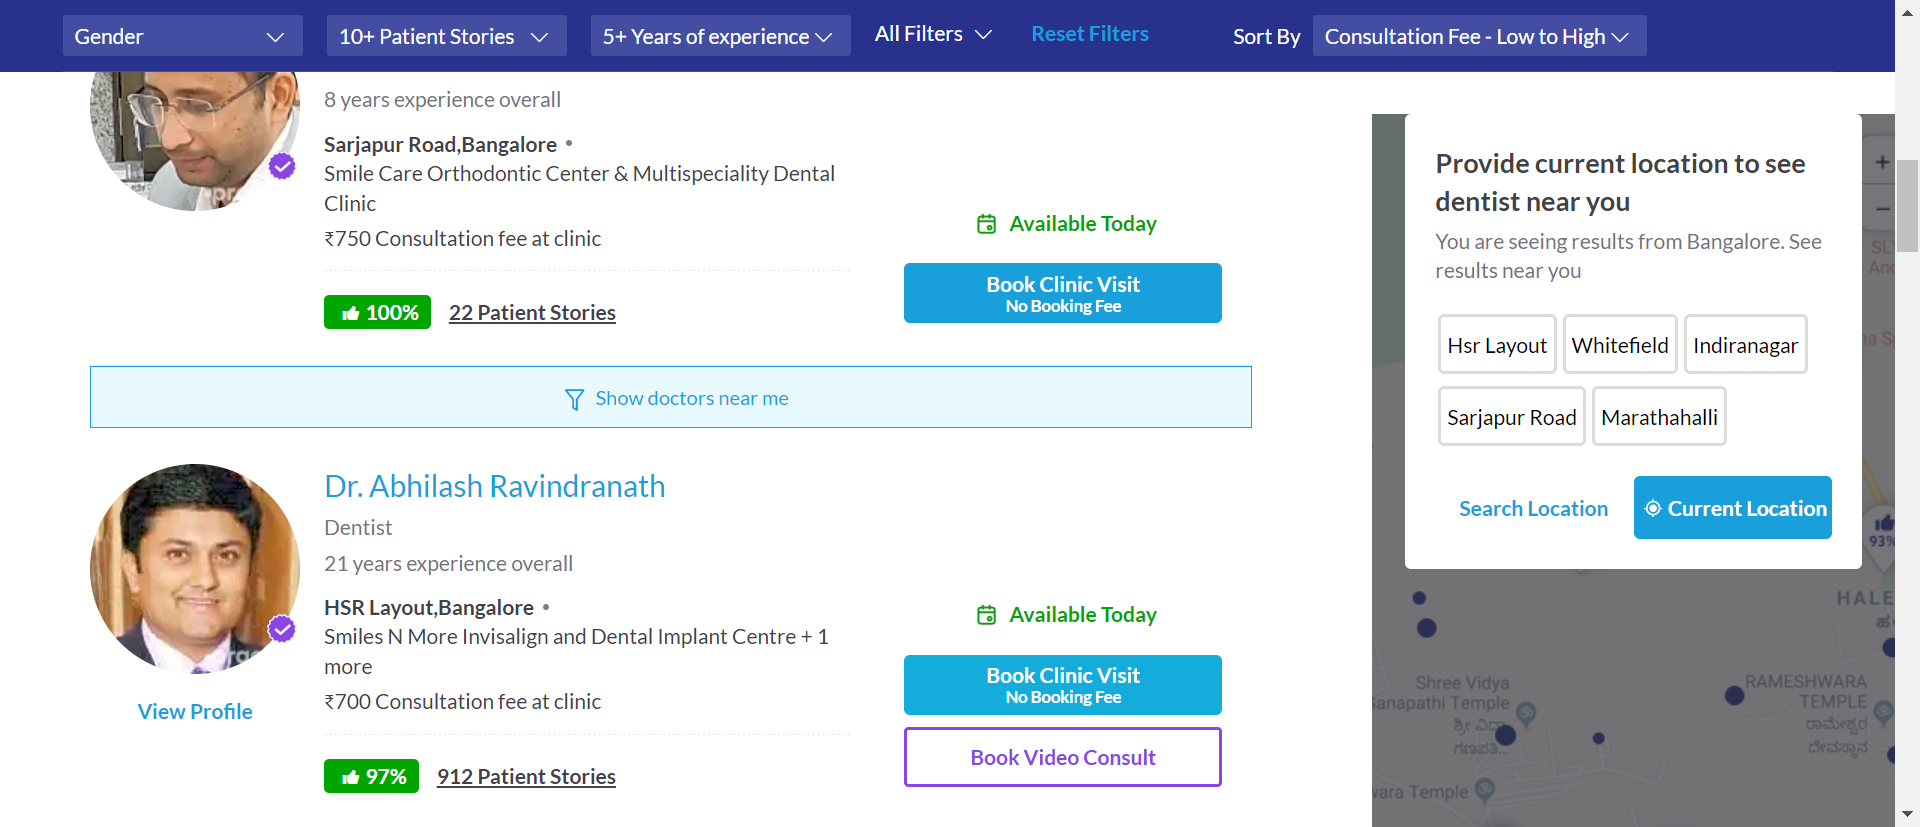 Gender
10+ Patient Stories
5+ Years of experience
All Filters
Reset Filters
Sort By
Consultation Fee - Low to High
8 years experience overall
Sarjapur Road,Bangalore •
Smile Care Orthodontic Center & Multispeciality Dental
Clinic
₹750 Consultation fee at clinic
100%
22 Patient Stories
Available Today
Book Clinic Visit
No Booking Fee
Show doctors near me
Dr. Abhilash Ravindranath
Dentist
21 years experience overall
HSR Layout,Bangalore •
Smiles N More Invisalign and Dental Implant Centre + 1
more
₹700 Consultation fee at clinic
View Profile
97%
912 Patient Stories
Available Today
Book Clinic Visit
No Booking Fee
Book Video Consult
Provide current location to see
dentist near you
You are seeing results from Bangalore. See
results near you
Hsr Layout
Whitefield
Indiranagar
Sarjapur Road
Marathahalli
Search Location
Current Location
+
−
93%
HALE
Shree Vidya
Ganapathi Temple
ಶ್ರೀ ವಿದ್ಯಾ
ಗಣಪತಿ...
RAMESHWARA
TEMPLE
ರಾಮೇಶ್ವರ
ದೇವಸ್ಥಾನ
wara Temple